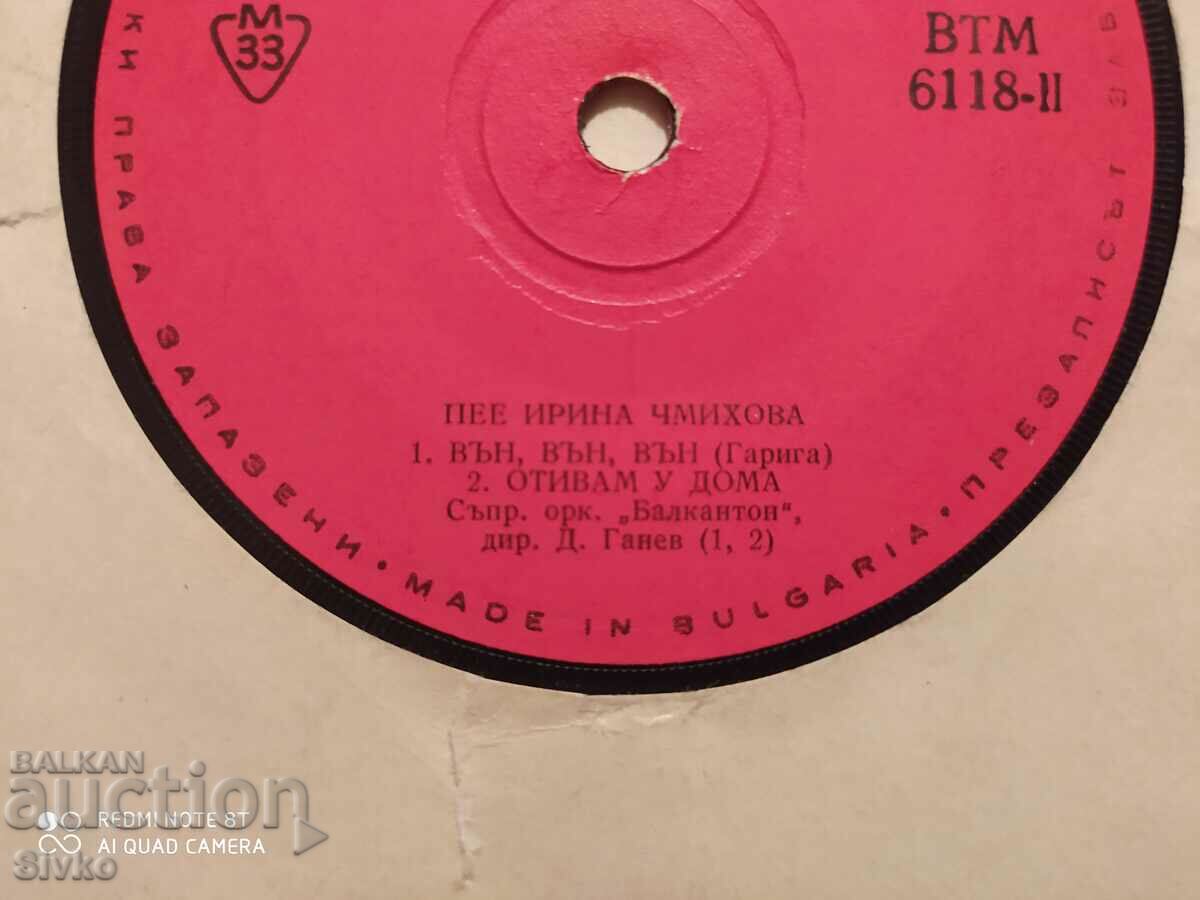 М
33
ВТМ
6118-II
ПЕЕ ИРИНА ЧМИХОВА
1. ВЪН, ВЪН, ВЪН (Гарига)
2. ОТИВАМ У ДОМА
Съпр. орк. „Балкантон“,
дир. Д. Ганев (1, 2)
КИ ПРАВА ЗАПАЗЕНИ • MADE IN BULGARIA • ПРЕЗАПИСЪТ
BALKAN
auction
REDMI NOTE 8T
AI QUAD CAMERA
Sivko